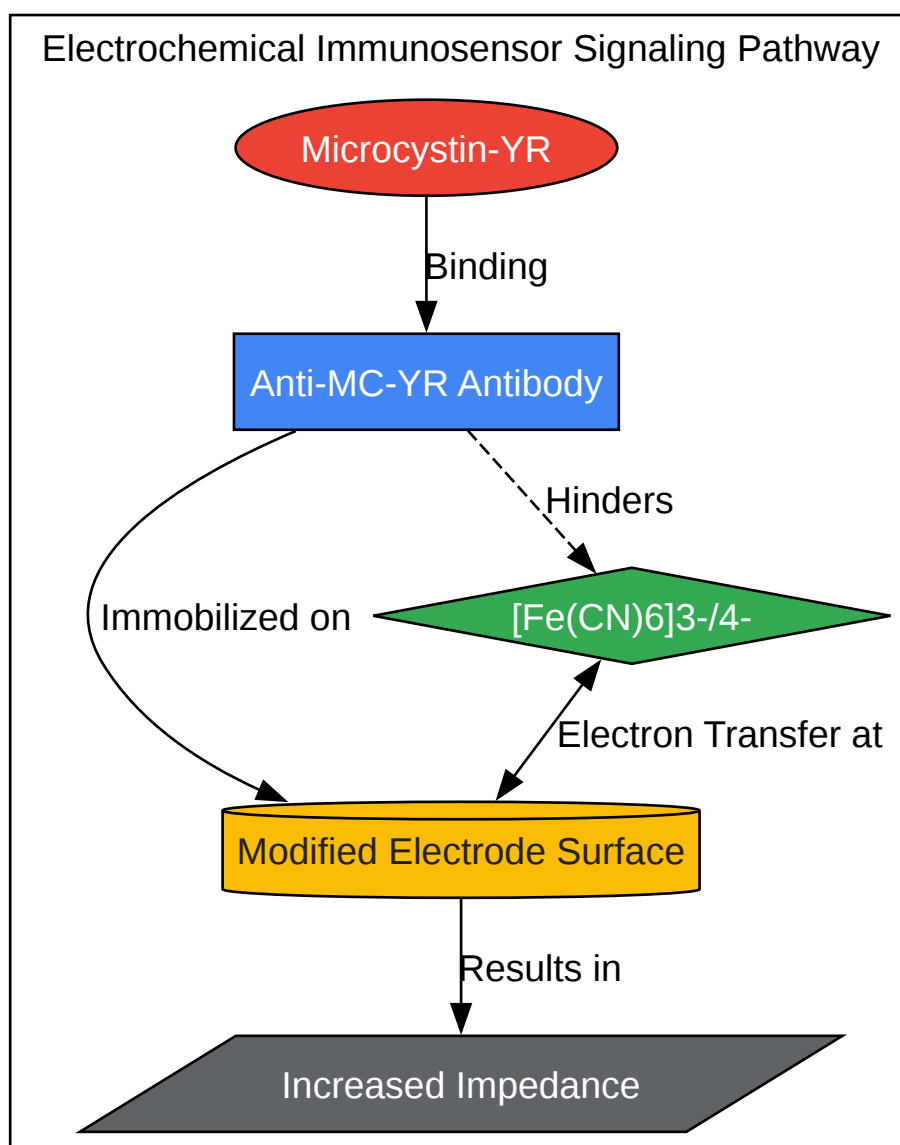 Electrochemical Immunosensor Signaling Pathway
Microcystin-YR
Binding
Anti-MC-YR Antibody
Hinders
Immobilized on
[Fe(CN)6]3-/4-
Electron Transfer at
Modified Electrode Surface
Results in
Increased Impedance